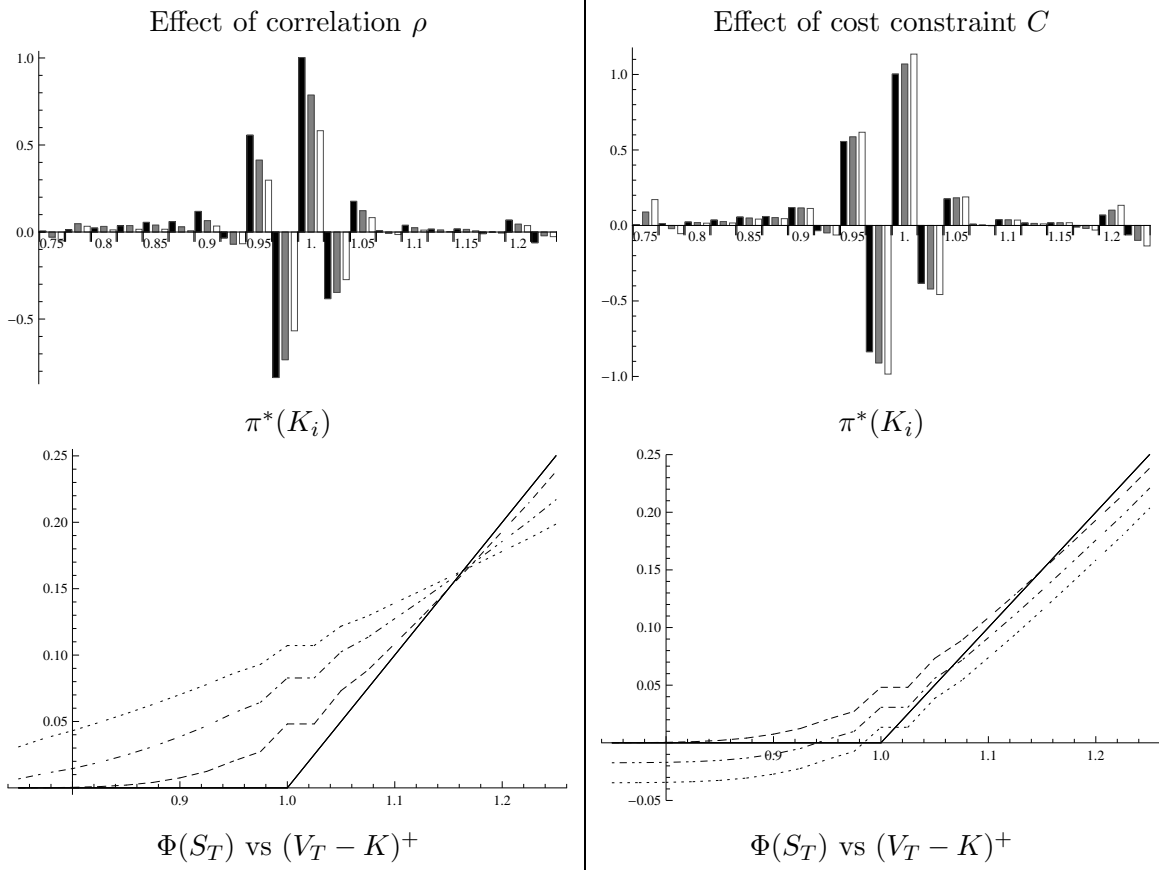 Effect of correlation ρ
1.0
0.5
0.0
−0.5
0.75 0.8 0.85 0.9 0.95 1. 1.05 1.1 1.15 1.2
π*(K_i)
0.25
0.20
0.15
0.10
0.05
0.9 1.0 1.1 1.2
Φ(S_T) vs (V_T − K)^+
Effect of cost constraint C
1.0
0.5
0.0
−0.5
−1.0
0.75 0.8 0.85 0.9 0.95 1. 1.05 1.1 1.15 1.2
π*(K_i)
0.25
0.20
0.15
0.10
0.05
−0.05
0.9 1.0 1.1 1.2
Φ(S_T) vs (V_T − K)^+